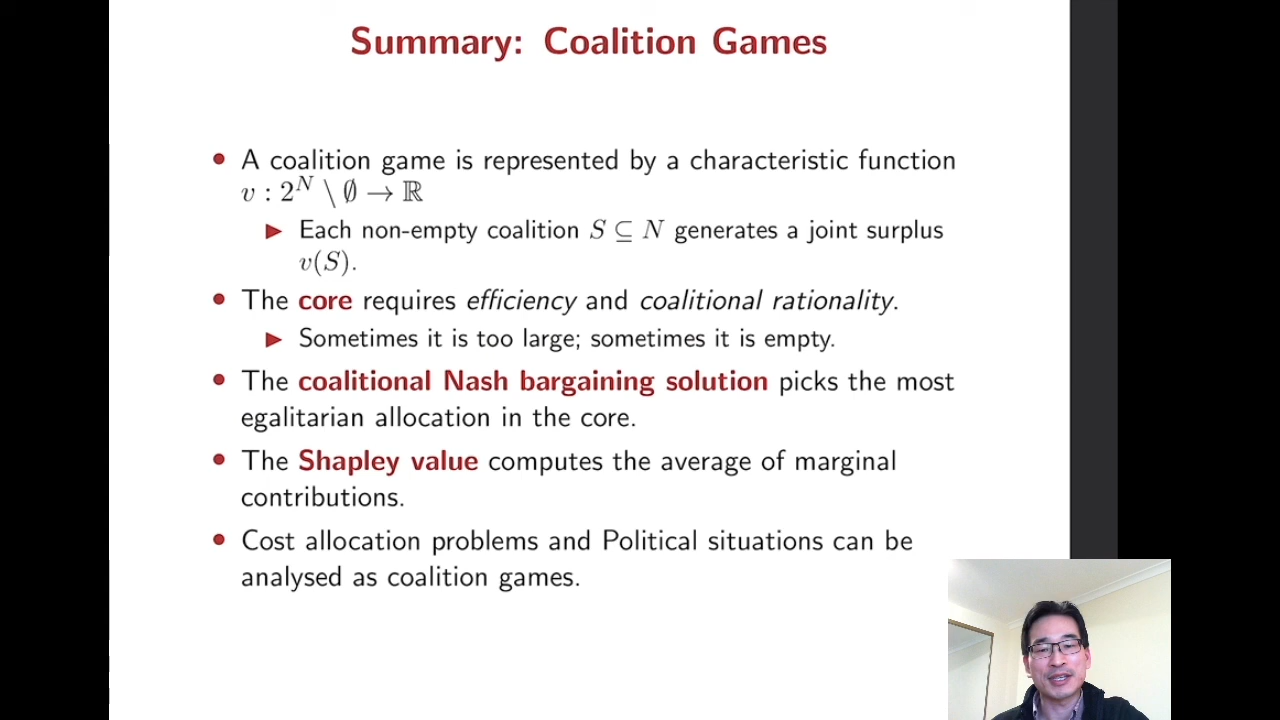 Summary: Coalition Games
• A coalition game is represented by a characteristic function
v : 2^N \ ∅ → ℝ
▶ Each non-empty coalition S ⊆ N generates a joint surplus
v(S).
• The core requires efficiency and coalitional rationality.
▶ Sometimes it is too large; sometimes it is empty.
• The coalitional Nash bargaining solution picks the most
egalitarian allocation in the core.
• The Shapley value computes the average of marginal
contributions.
• Cost allocation problems and Political situations can be
analysed as coalition games.